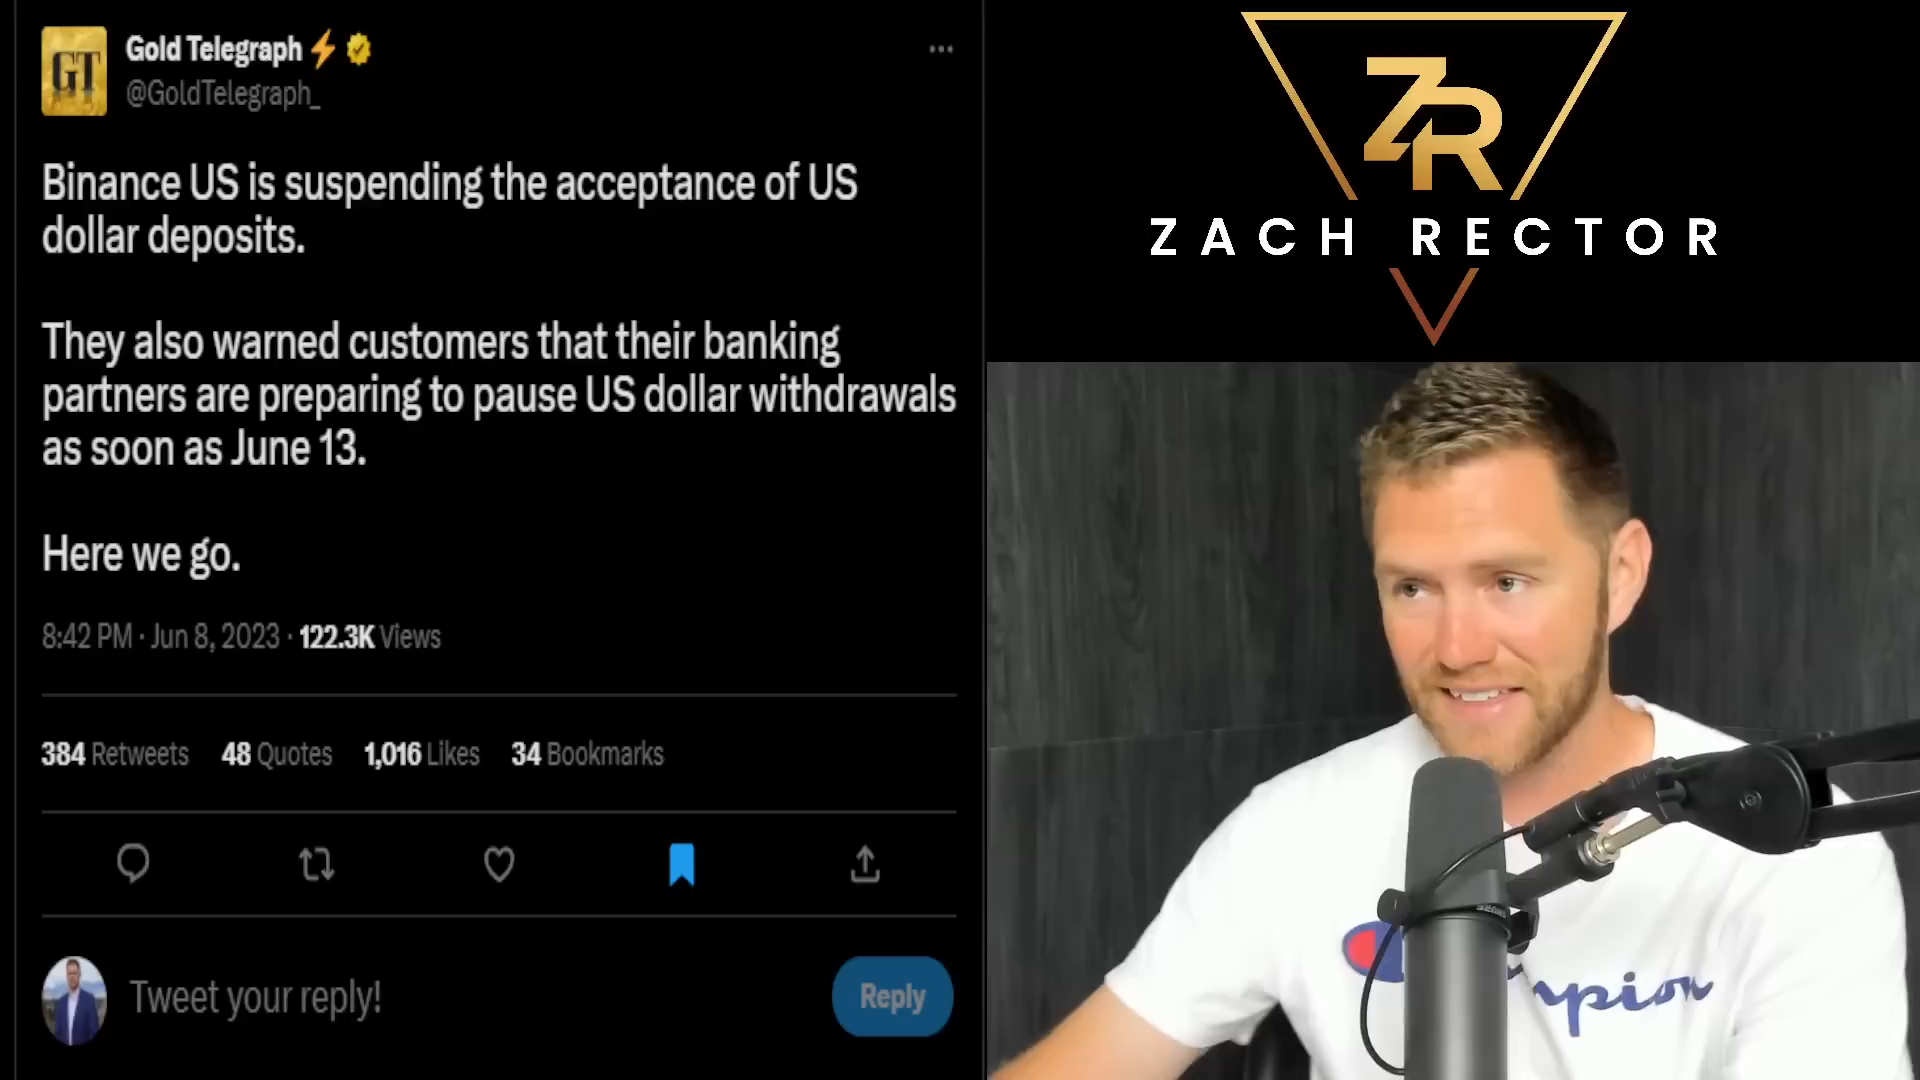 GT
Gold Telegraph
@GoldTelegraph_
Binance US is suspending the acceptance of US
dollar deposits.
They also warned customers that their banking
partners are preparing to pause US dollar withdrawals
as soon as June 13.
Here we go.
8:42 PM · Jun 8, 2023 · 122.3K Views
384 Retweets 48 Quotes 1,016 Likes 34 Bookmarks
Tweet your reply!
Reply
ZR
ZACH RECTOR
SHURE
mpion